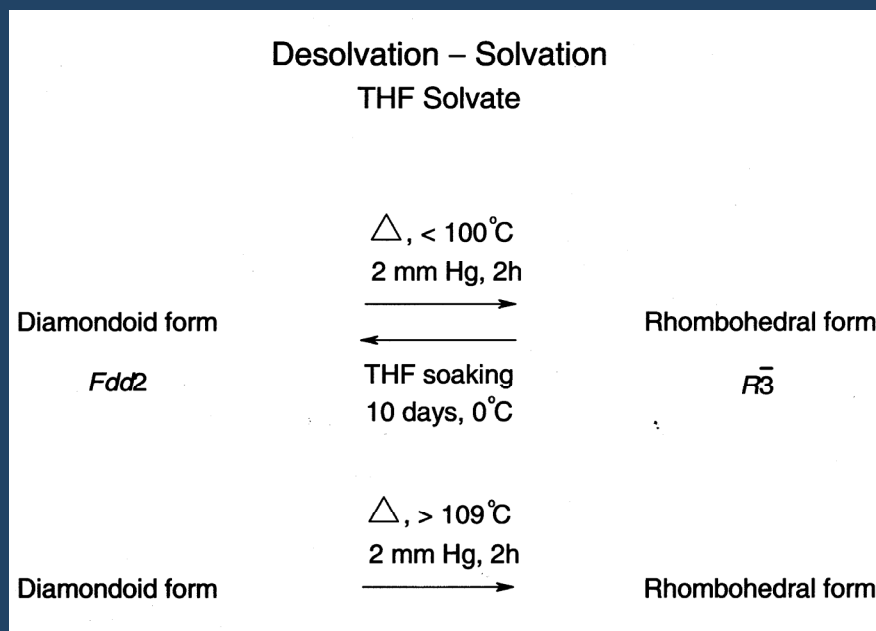 Desolvation – Solvation
THF Solvate
△, < 100°C
2 mm Hg, 2h
Diamondoid form
Rhombohedral form
Fdd2
THF soaking
R3̅
10 days, 0°C
△, > 109°C
2 mm Hg, 2h
Diamondoid form
Rhombohedral form